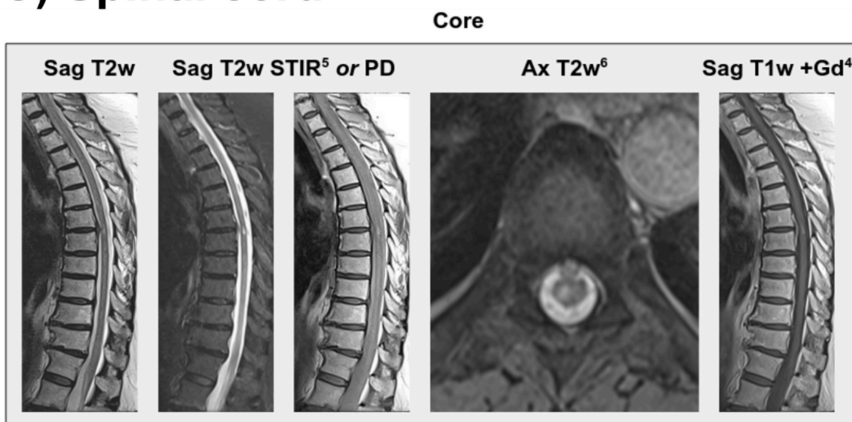 Core
Sag T2w
Sag T2w STIR⁵ or PD
Ax T2w⁶
Sag T1w +Gd⁴